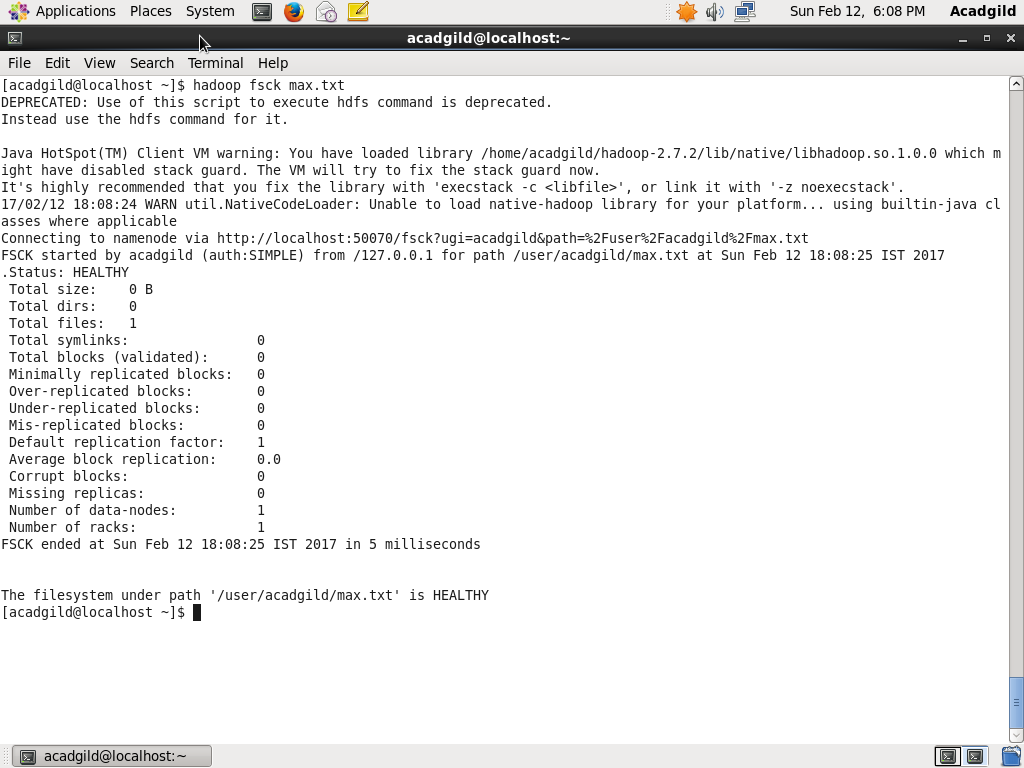 Applications Places System Sun Feb 12, 6:08 PM Acadgild
acadgild@localhost:~
File Edit View Search Terminal Help
[acadgild@localhost ~]$ hadoop fsck max.txt
DEPRECATED: Use of this script to execute hdfs command is deprecated.
Instead use the hdfs command for it.
Java HotSpot(TM) Client VM warning: You have loaded library /home/acadgild/hadoop-2.7.2/lib/native/libhadoop.so.1.0.0 which m
ight have disabled stack guard. The VM will try to fix the stack guard now.
It's highly recommended that you fix the library with 'execstack -c <libfile>', or link it with '-z noexecstack'.
17/02/12 18:08:24 WARN util.NativeCodeLoader: Unable to load native-hadoop library for your platform... using builtin-java cl
asses where applicable
Connecting to namenode via http://localhost:50070/fsck?ugi=acadgild&path=%2Fuser%2Facadgild%2Fmax.txt
FSCK started by acadgild (auth:SIMPLE) from /127.0.0.1 for path /user/acadgild/max.txt at Sun Feb 12 18:08:25 IST 2017
.Status: HEALTHY
Total size: 0 B
Total dirs: 0
Total files: 1
Total symlinks: 0
Total blocks (validated): 0
Minimally replicated blocks: 0
Over-replicated blocks: 0
Under-replicated blocks: 0
Mis-replicated blocks: 0
Default replication factor: 1
Average block replication: 0.0
Corrupt blocks: 0
Missing replicas: 0
Number of data-nodes: 1
Number of racks: 1
FSCK ended at Sun Feb 12 18:08:25 IST 2017 in 5 milliseconds
The filesystem under path '/user/acadgild/max.txt' is HEALTHY
[acadgild@localhost ~]$
acadgild@localhost:~